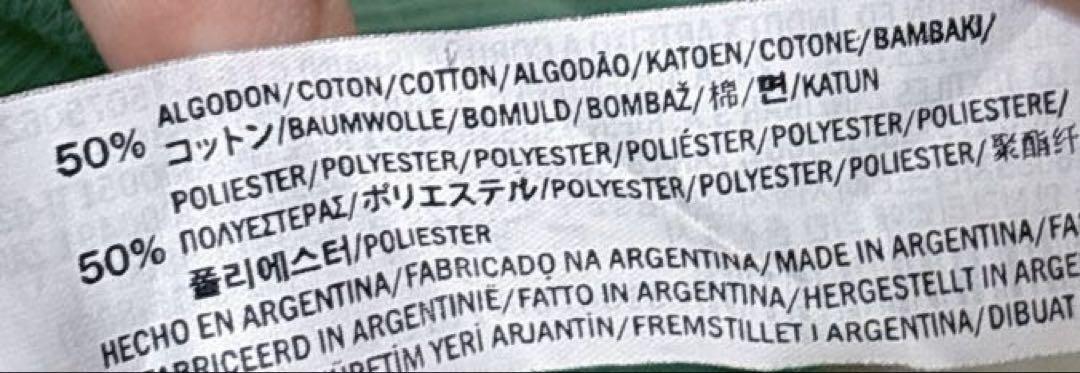 50% ALGODON/COTON/COTTON/ALGODÃO/KATOEN/COTONE/BAMBAKI/
コットン/BAUMWOLLE/BOMULD/BOMBAŽ/棉/면/KATUN
50% POLIESTER/POLYESTER/POLYESTER/POLIÉSTER/POLYESTER/POLIESTERE/
ΠΟΛΥΕΣΤΕΡΑΣ/ポリエステル/POLYESTER/POLYESTER/POLIESTER/聚酯纤
폴리에스터/POLIESTER
HECHO EN ARGENTINA/FABRICADO NA ARGENTINA/MADE IN ARGENTINA/FA
FABRICEERD IN ARGENTINIË/FATTO IN ARGENTINA/HERGESTELLT IN ARGE
ÜRETİM YERİ ARJANTİN/FREMSTILLET I ARGENTINA/DIBUAT